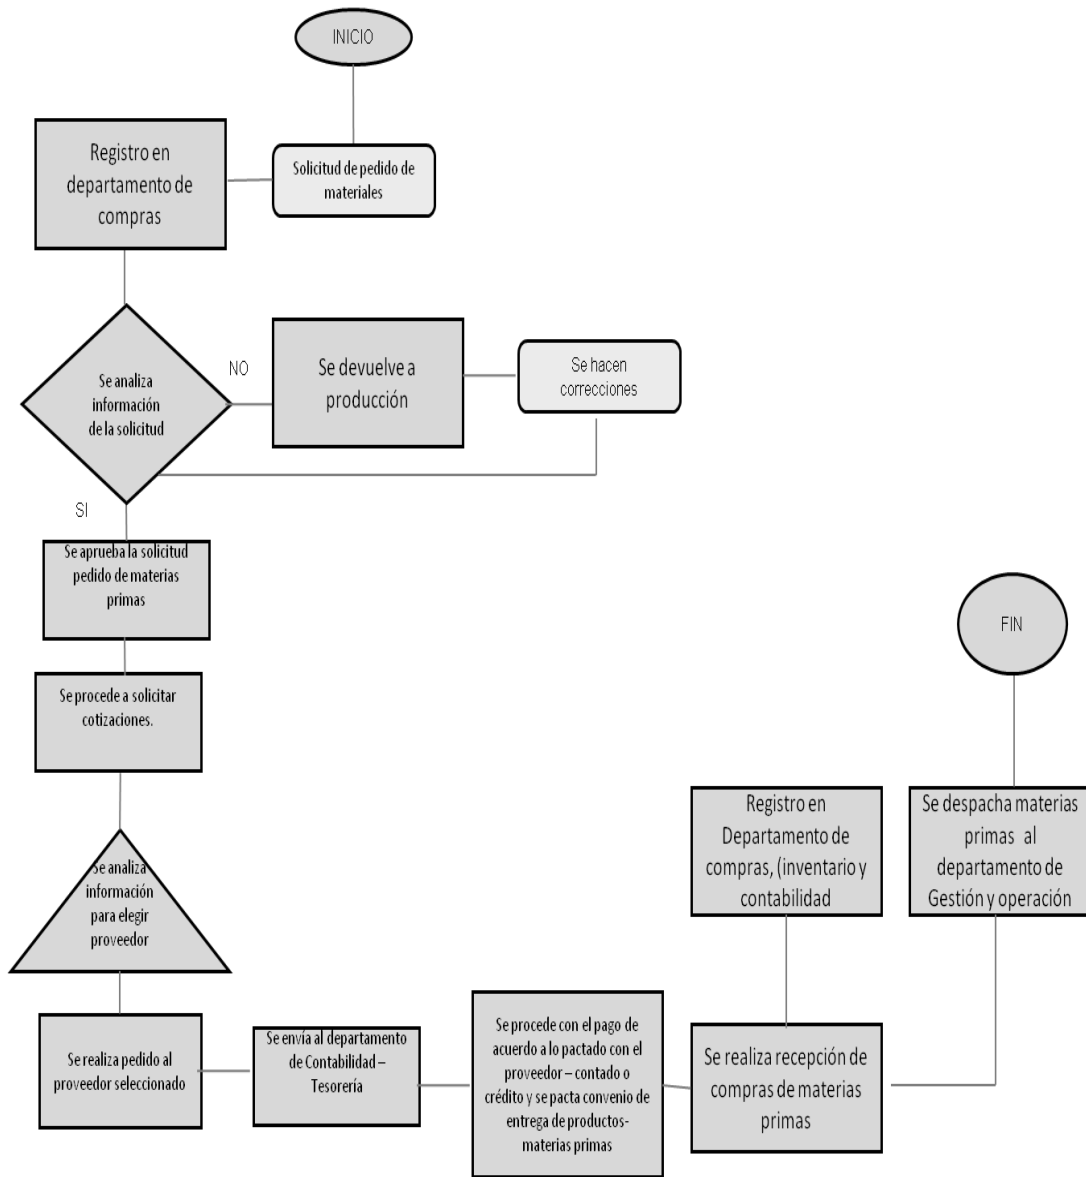 INICIO
Solicitud de pedido de
materiales
Registro en
departamento de
compras
Se analiza
información
de la solicitud
NO
Se devuelve a
producción
Se hacen
correcciones
SI
Se aprueba la solicitud
pedido de materias
primas
Se procede a solicitar
cotizaciones.
Se analiza
información
para elegir
proveedor
Se realiza pedido al
proveedor seleccionado
Se envía al departamento
de Contabilidad –
Tesorería
Se procede con el pago de
acuerdo a lo pactado con el
proveedor – contado o
crédito y se pacta convenio de
entrega de productos-
materias primas
Se realiza recepción de
compras de materias
primas
Registro en
Departamento de
compras, (inventario y
contabilidad
Se despacha materias
primas al
departamento de
Gestión y operación
FIN